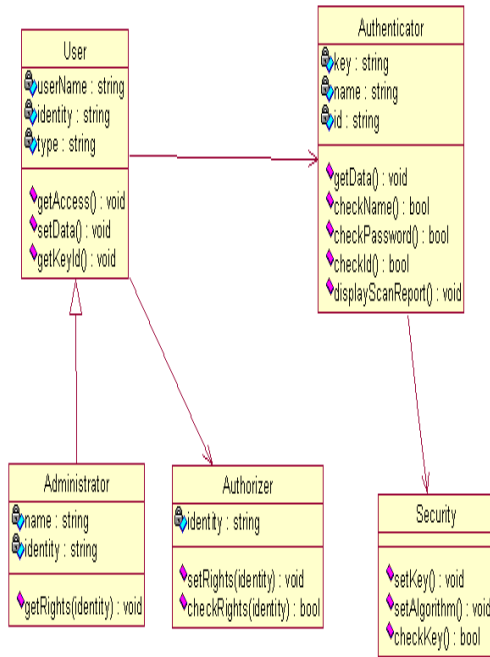 User
userName : string
identity : string
type : string
getAccess() : void
setData() : void
getKeyId() : void
Authenticator
key : string
name : string
id : string
getData() : void
checkName() : bool
checkPassword() : bool
checkId() : bool
displayScanReport() : void
Administrator
name : string
identity : string
getRights(identity) : void
Authorizer
identity : string
setRights(identity) : void
checkRights(identity) : bool
Security
setKey() : void
setAlgorithm() : void
checkKey() : bool